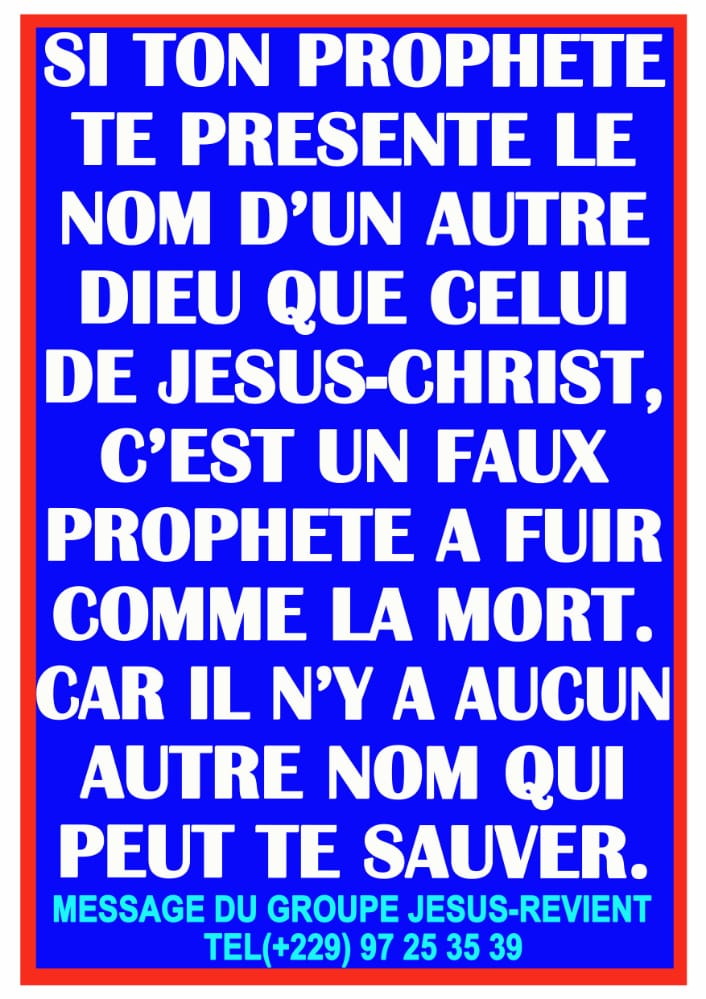 SI TON PROPHETE
TE PRESENTE LE
NOM D’UN AUTRE
DIEU QUE CELUI
DE JESUS-CHRIST,
C’EST UN FAUX
PROPHETE A FUIR
COMME LA MORT.
CAR IL N’Y A AUCUN
AUTRE NOM QUI
PEUT TE SAUVER.
MESSAGE DU GROUPE JESUS-REVIENT
TEL(+229) 97 25 35 39